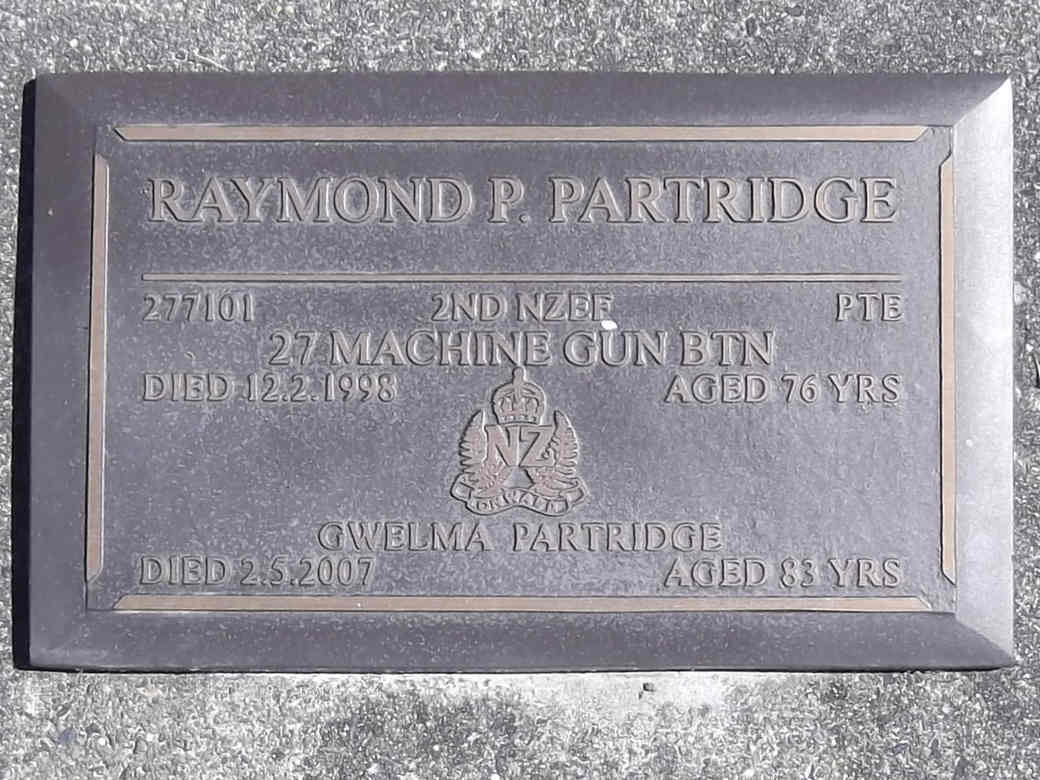 RAYMOND P. PARTRIDGE
277101 2ND NZEF PTE
27 MACHINE GUN BTN
DIED 12.2.1998 AGED 76 YRS
NZ
ONWARD
GWELMA PARTRIDGE
DIED 2.5.2007 AGED 83 YRS